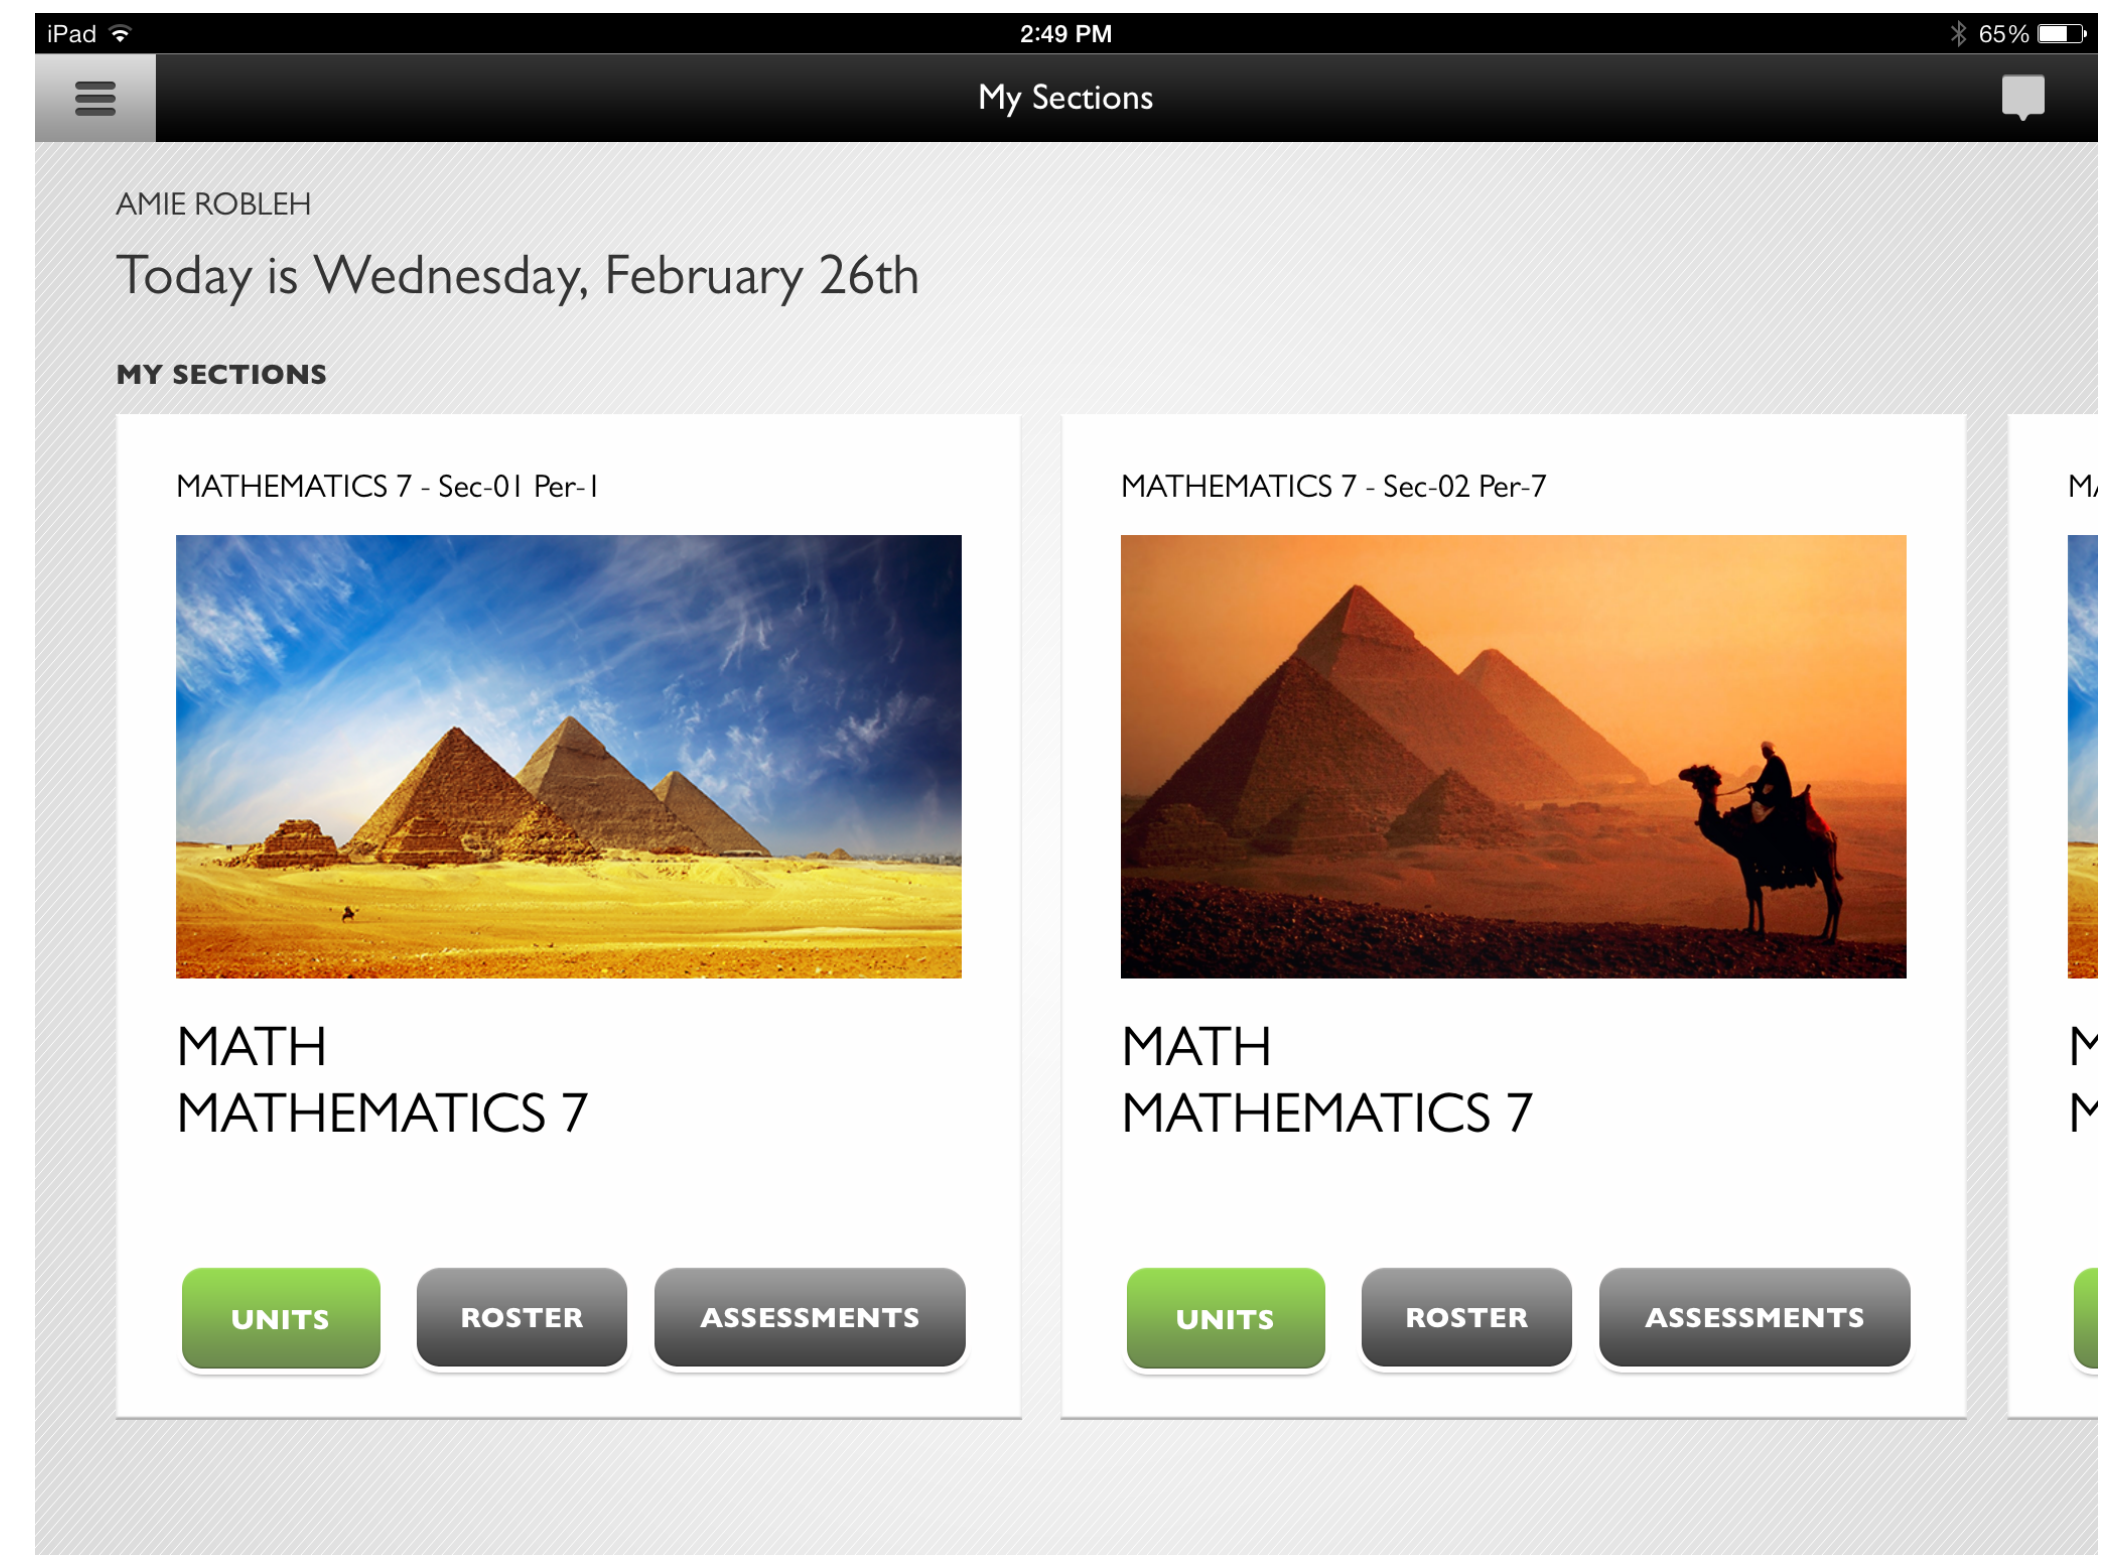 iPad 2:49 PM 65%
My Sections
AMIE ROBLEH
Today is Wednesday, February 26th
MY SECTIONS
MATHEMATICS 7 - Sec-01 Per-1
MATH
MATHEMATICS 7
UNITS ROSTER ASSESSMENTS
MATHEMATICS 7 - Sec-02 Per-7
MATH
MATHEMATICS 7
UNITS ROSTER ASSESSMENTS